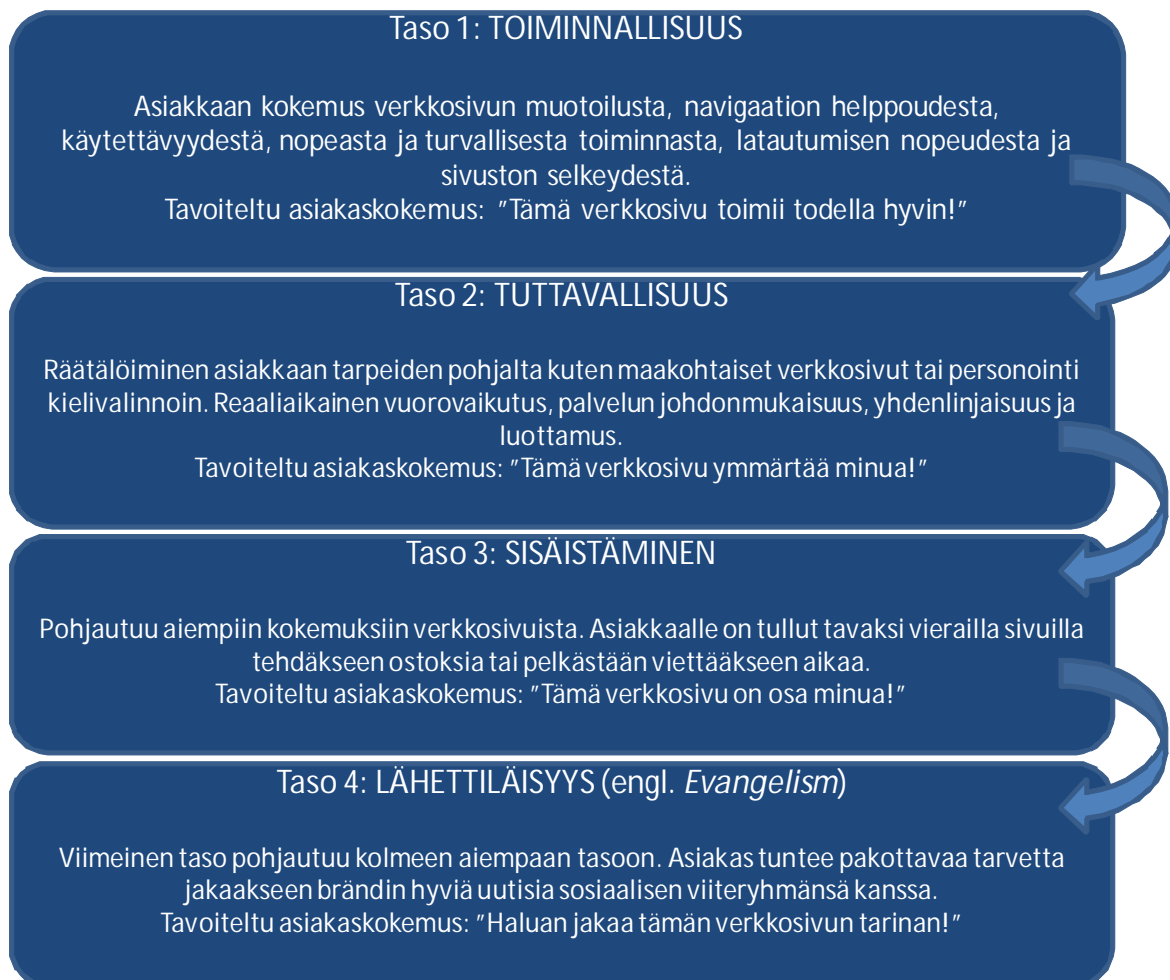 Taso 1: TOIMINNALLISUUS
Asiakkaan kokemus verkkosivun muotoilusta, navigaation helppoudesta,
käytettävyydestä, nopeasta ja turvallisesta toiminnasta, latautumisen nopeudesta ja
sivuston selkeydestä.
Tavoiteltu asiakaskokemus: ”Tämä verkkosivu toimii todella hyvin!”
Taso 2: TUTTAVALLISUUS
Räätälöiminen asiakkaan tarpeiden pohjalta kuten maakohtaiset verkkosivut tai personointi
kielivalinnoin. Reaaliaikainen vuorovaikutus, palvelun johdonmukaisuus, yhdenlinjaisuus ja
luottamus.
Tavoiteltu asiakaskokemus: ”Tämä verkkosivu ymmärtää minua!”
Taso 3: SISÄISTÄMINEN
Pohjautuu aiempiin kokemuksiin verkkosivuista. Asiakkaalle on tullut tavaksi vierailla sivuilla
tehdäkseen ostoksia tai pelkästään viettääkseen aikaa.
Tavoiteltu asiakaskokemus: ”Tämä verkkosivu on osa minua!”
Taso 4: LÄHETTILÄISYYS (engl. Evangelism)
Viimeinen taso pohjautuu kolmeen aiempaan tasoon. Asiakas tuntee pakottavaa tarvetta
jakaakseen brändin hyviä uutisia sosiaalisen viiteryhmänsä kanssa.
Tavoiteltu asiakaskokemus: ”Haluan jakaa tämän verkkosivun tarinan!”